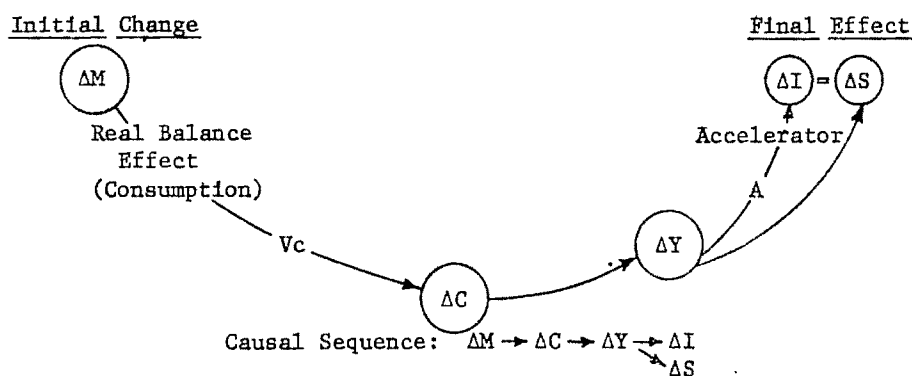 Initial Change
Final Effect
ΔM
ΔI = ΔS
Real Balance
Effect
(Consumption)
Accelerator
A
Vc
ΔY
ΔC
Causal Sequence: ΔM → ΔC → ΔY → ΔI
ΔS